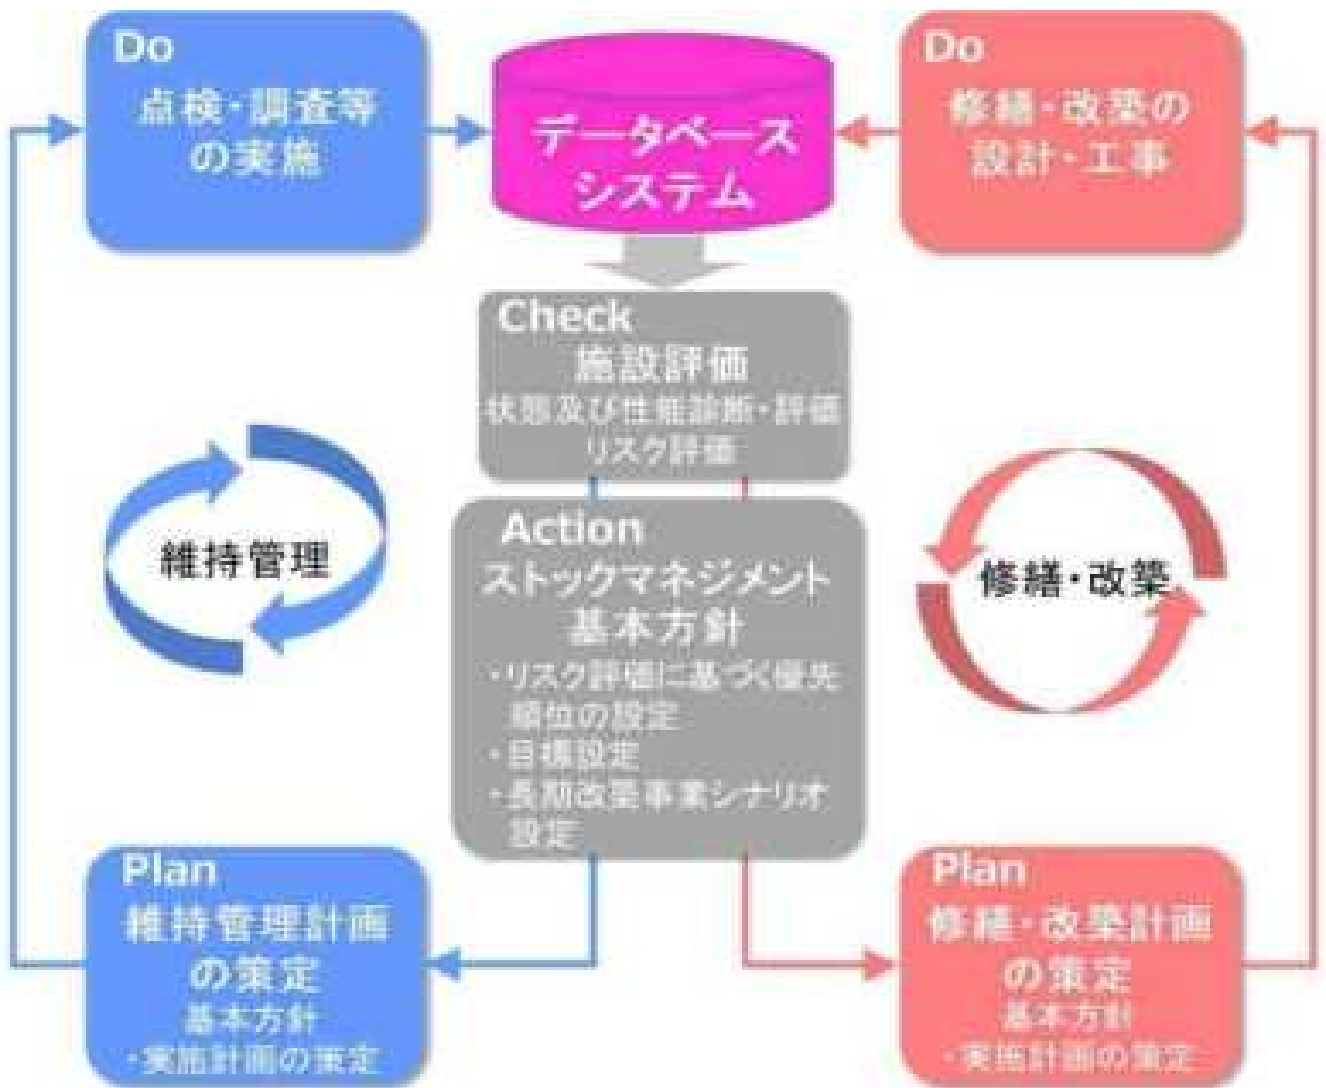 Do
点検・調査等
の実施
データベース
システム
Do
修繕・改築の
設計・工事
Check
施設評価
状態及び性能診断・評価
リスク評価
維持管理
Action
ストックマネジメント
基本方針
・リスク評価に基づく優先
順位の設定
・目標設定
・長期改築事業シナリオ
設定
修繕・改築
Plan
維持管理計画
の策定
基本方針
・実施計画の策定
Plan
修繕・改築計画
の策定
基本方針
・実施計画の策定